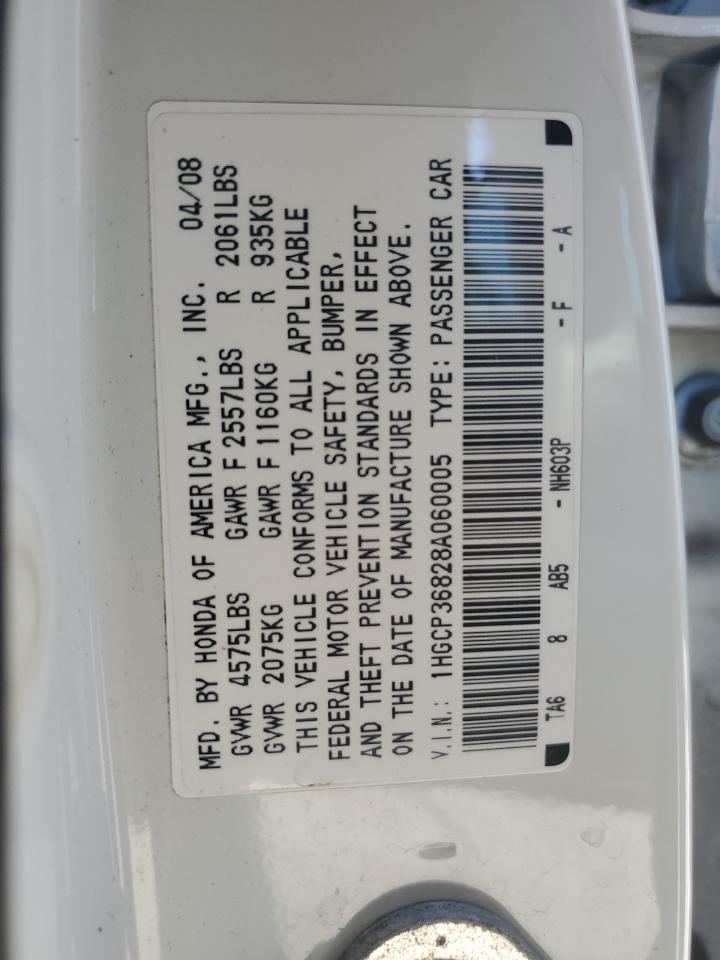 MFD. BY HONDA OF AMERICA MFG., INC. 04/08
GVWR 4575LBS GAWR F 2557LBS R 2061LBS
GVWR 2075KG GAWR F 1160KG R 935KG
THIS VEHICLE CONFORMS TO ALL APPLICABLE
FEDERAL MOTOR VEHICLE SAFETY, BUMPER,
AND THEFT PREVENTION STANDARDS IN EFFECT
ON THE DATE OF MANUFACTURE SHOWN ABOVE.
V.I.N.: 1HGCP36828A060005 TYPE: PASSENGER CAR
TA6 8 AB5 - NH603P - F - A